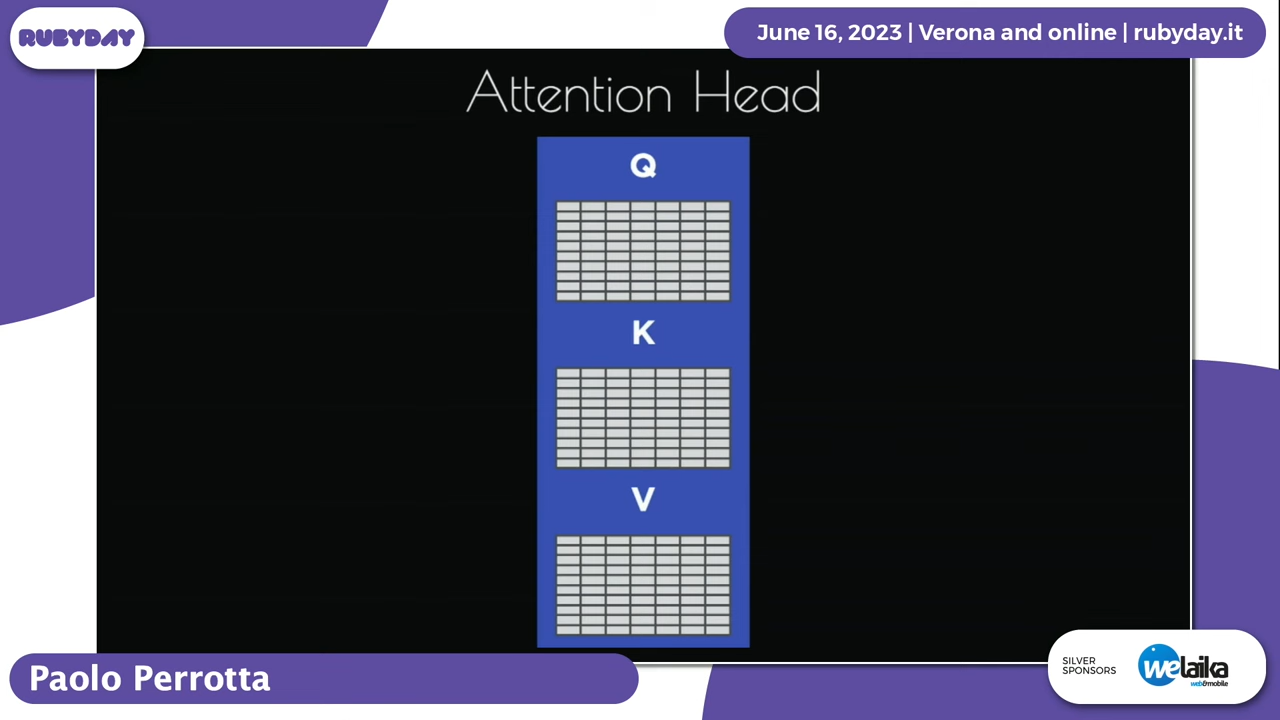 RUBYDAY
June 16, 2023 | Verona and online | rubyday.it
Attention Head
Q
K
V
Paolo Perrotta
SILVER
SPONSORS
welaika
web&mobile